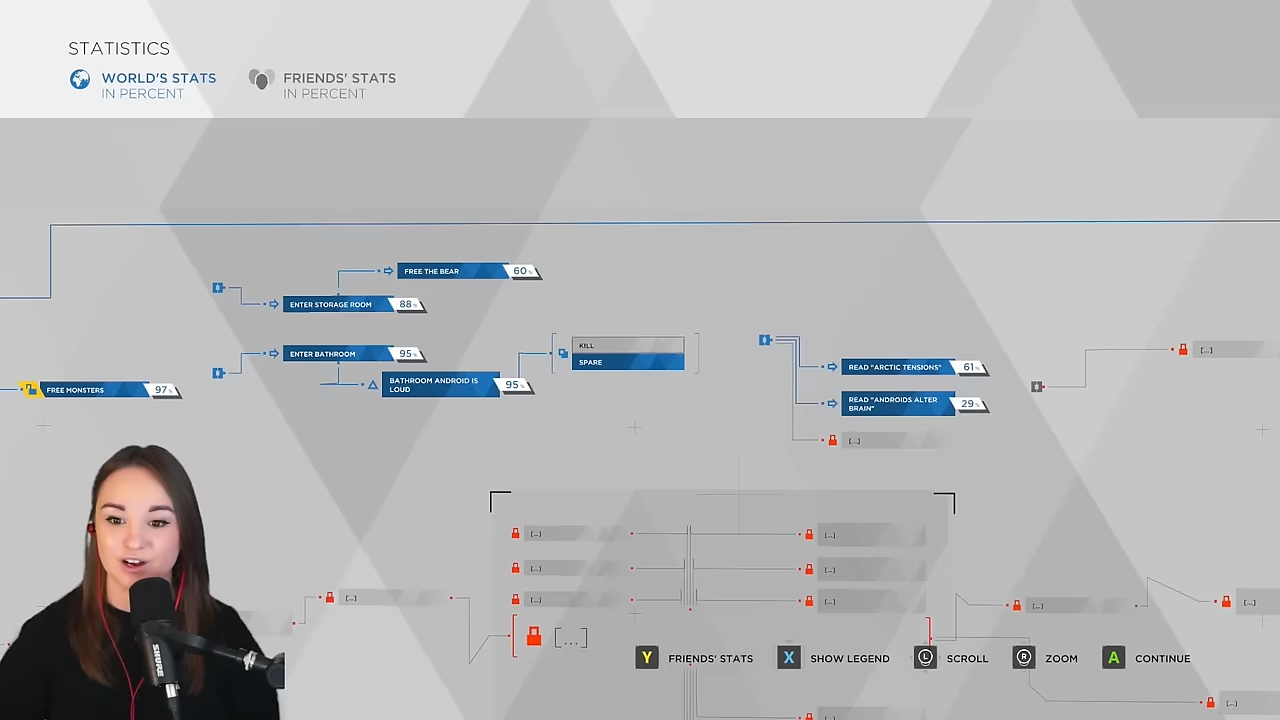 STATISTICS
WORLD'S STATS
IN PERCENT
FRIENDS' STATS
IN PERCENT
FREE THE BEAR
60%
ENTER STORAGE ROOM
88%
ENTER BATHROOM
95%
BATHROOM ANDROID IS
LOUD
95%
FREE MONSTERS
97%
KILL
SPARE
READ "ARCTIC TENSIONS"
61%
READ "ANDROIDS ALTER
BRAIN"
29%
[...]
[...]
[...]
[...]
[...]
[...]
[...]
[...]
[...]
[...]
[...]
[...]
[...]
[...]
Y FRIENDS' STATS
X SHOW LEGEND
L SCROLL
R ZOOM
A CONTINUE
SHURE